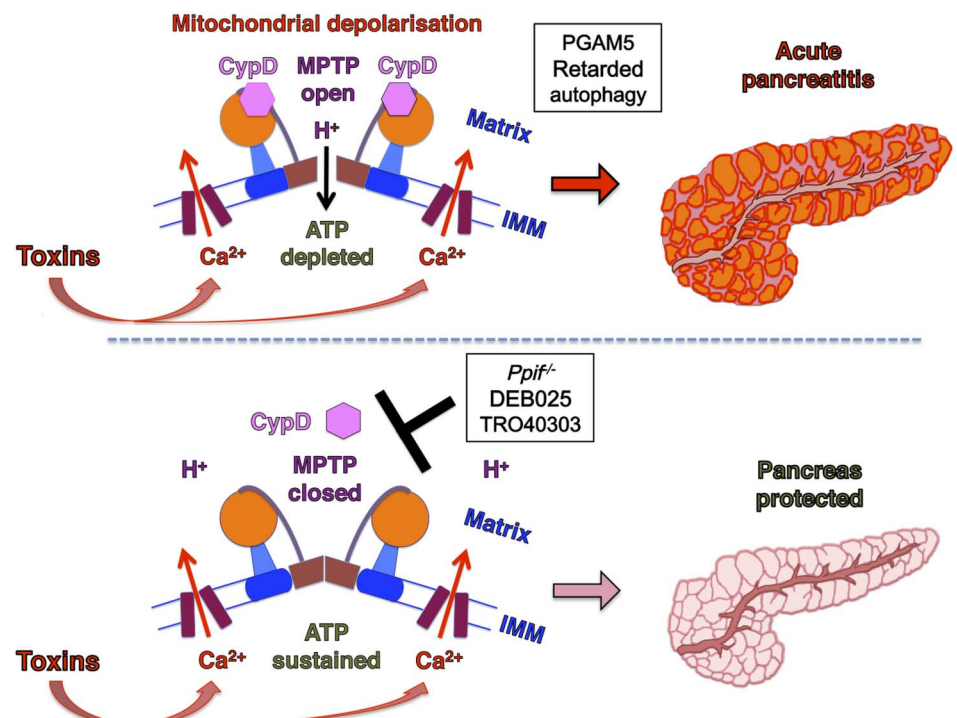 Mitochondrial depolarisation
CypD
MPTP
open
CypD
H⁺
Matrix
IMM
ATP
depleted
Toxins
Ca²⁺
Ca²⁺
PGAM5
Retarded
autophagy
Acute
pancreatitis
Ppif⁻/⁻
DEB025
TRO40303
CypD
H⁺
MPTP
closed
H⁺
Matrix
IMM
ATP
sustained
Toxins
Ca²⁺
Ca²⁺
Pancreas
protected